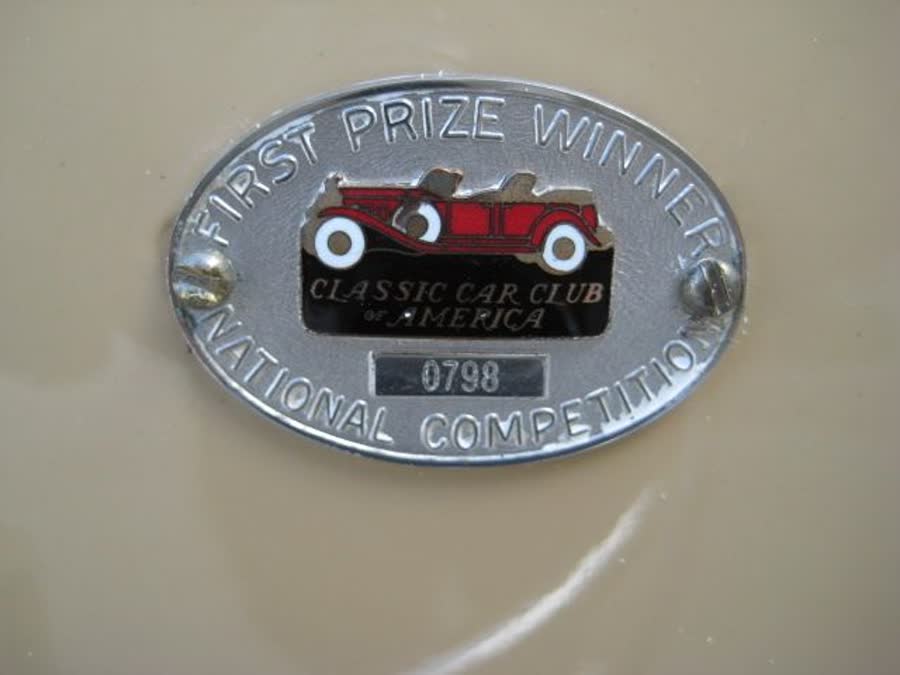 FIRST PRIZE WINNER
CLASSIC CAR CLUB
OF AMERICA
0798
NATIONAL COMPETITION